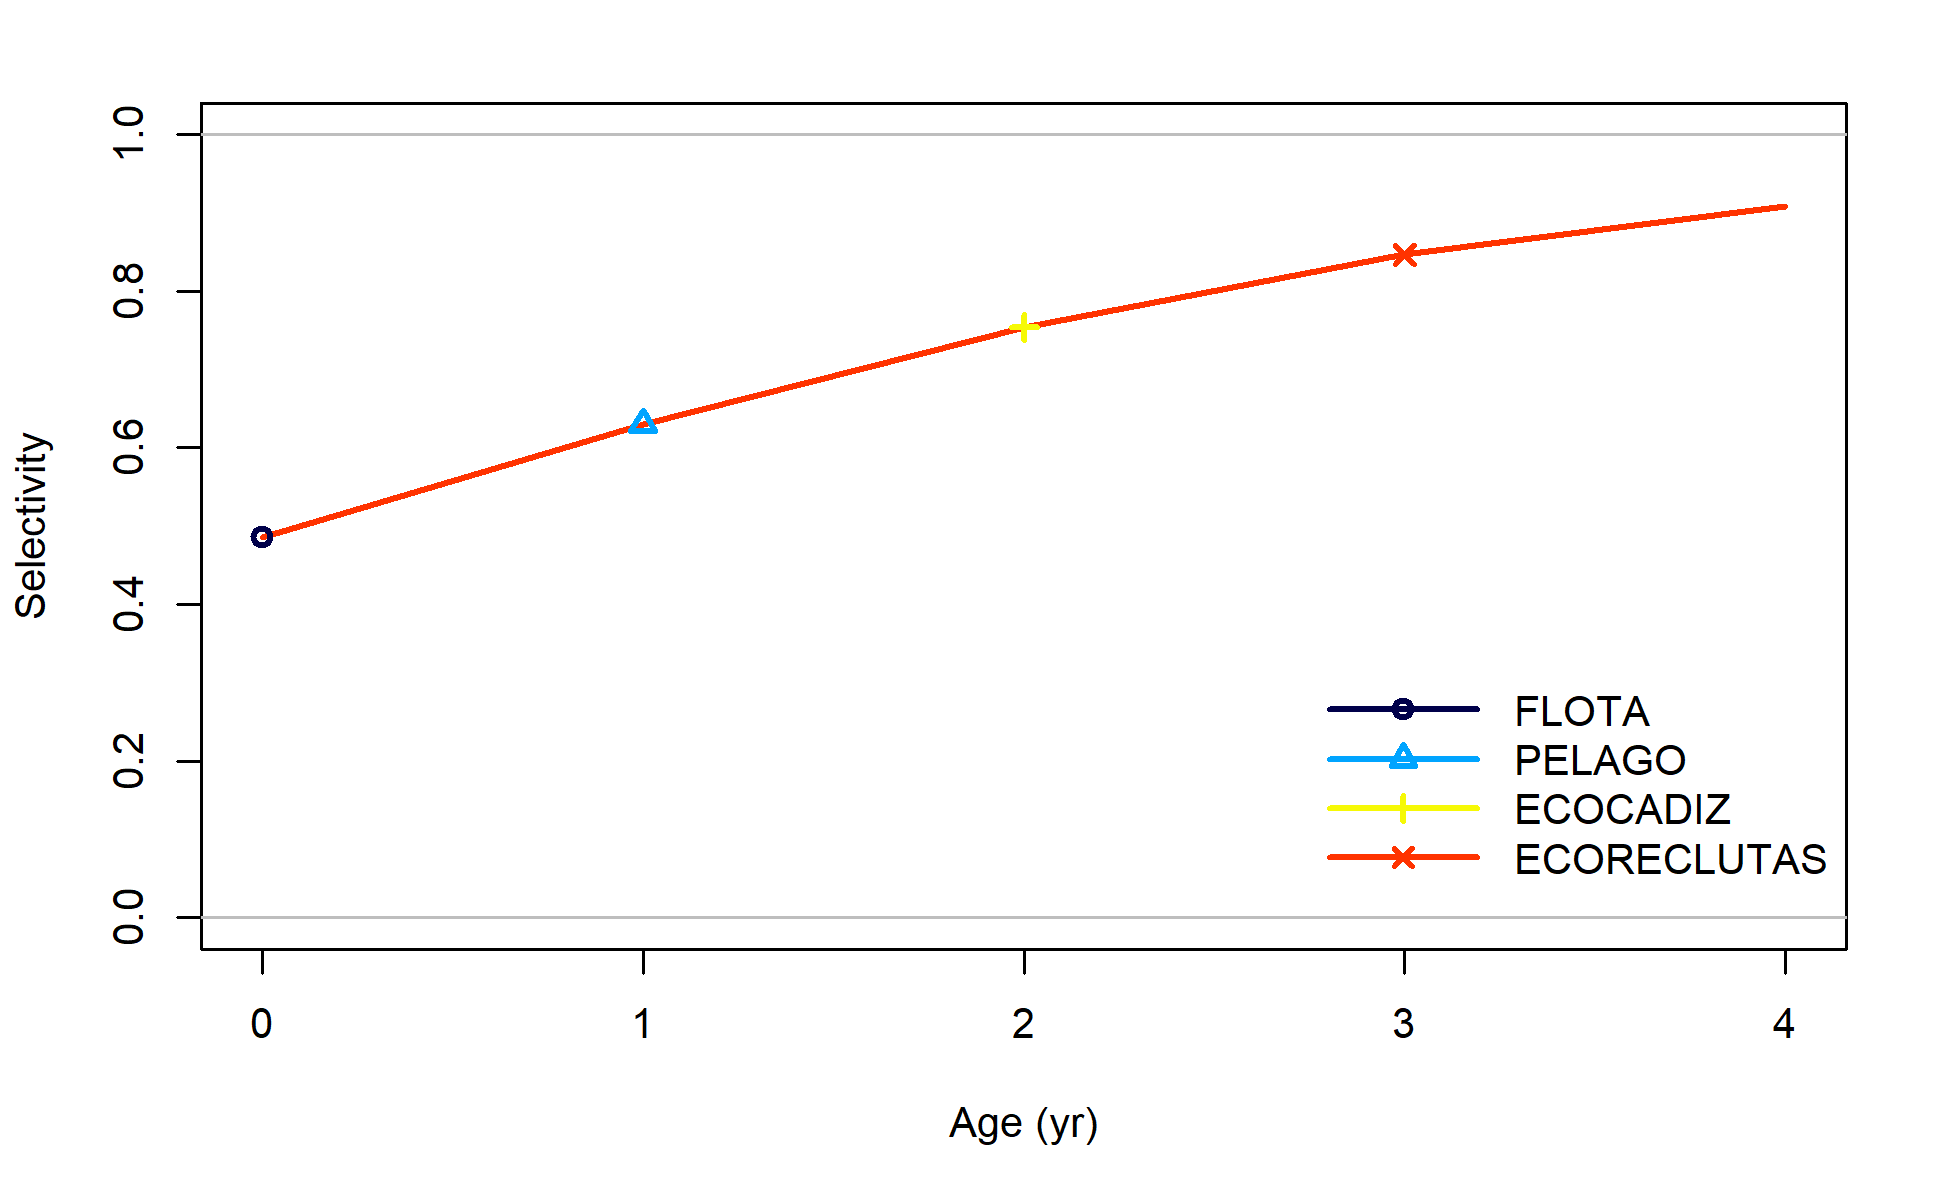 Selectivity
1.0
0.8
0.6
0.4
0.2
0.0
FLOTA
PELAGO
ECOCADIZ
ECORECLUTAS
0 1 2 3 4
Age (yr)